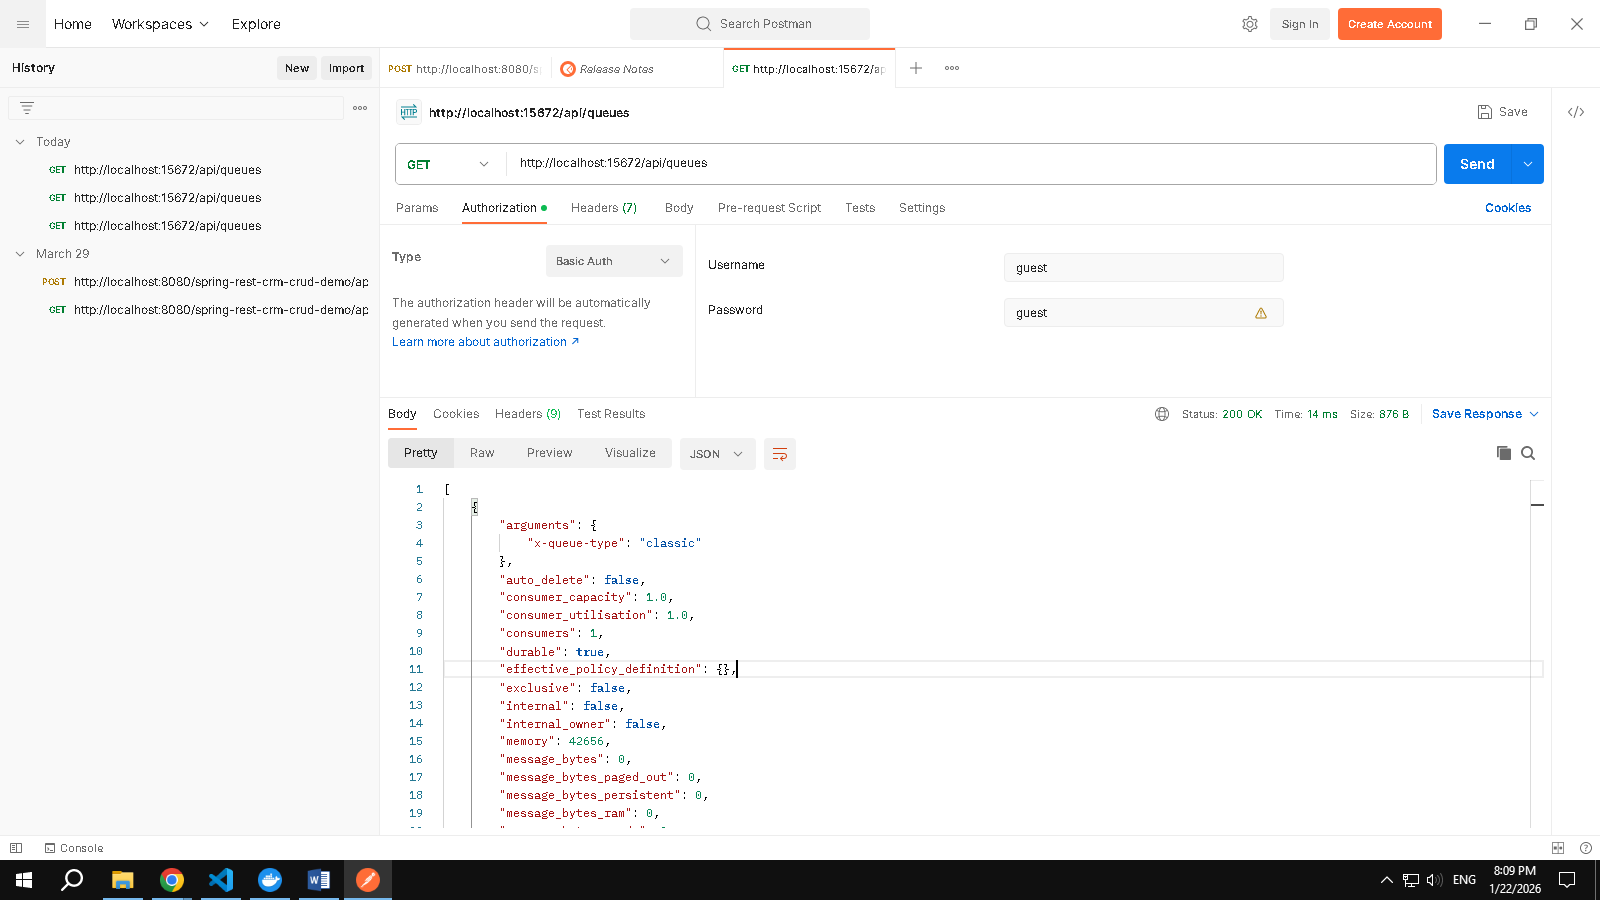 Home Workspaces Explore Search Postman Sign In Create Account
History New Import
POST http://localhost:8080/s Release Notes GET http://localhost:15672/ap
HTTP http://localhost:15672/api/queues Save
Today
GET http://localhost:15672/api/queues
GET http://localhost:15672/api/queues
GET http://localhost:15672/api/queues
March 29
POST http://localhost:8080/spring-rest-crm-crud-demo/ap
GET http://localhost:8080/spring-rest-crm-crud-demo/ap
GET http://localhost:15672/api/queues Send
Params Authorization Headers (7) Body Pre-request Script Tests Settings Cookies
Type Basic Auth
The authorization header will be automatically
generated when you send the request.
Learn more about authorization ↗
Username guest
Password guest
Body Cookies Headers (9) Test Results Status: 200 OK Time: 14 ms Size: 876 B Save Response
Pretty Raw Preview Visualize JSON
1 [
2 {
3 "arguments": {
4 "x-queue-type": "classic"
5 },
6 "auto_delete": false,
7 "consumer_capacity": 1.0,
8 "consumer_utilisation": 1.0,
9 "consumers": 1,
10 "durable": true,
11 "effective_policy_definition": {},
12 "exclusive": false,
13 "internal": false,
14 "internal_owner": false,
15 "memory": 42656,
16 "message_bytes": 0,
17 "message_bytes_paged_out": 0,
18 "message_bytes_persistent": 0,
19 "message_bytes_ram": 0,
Console
ENG 8:09 PM
1/22/2026